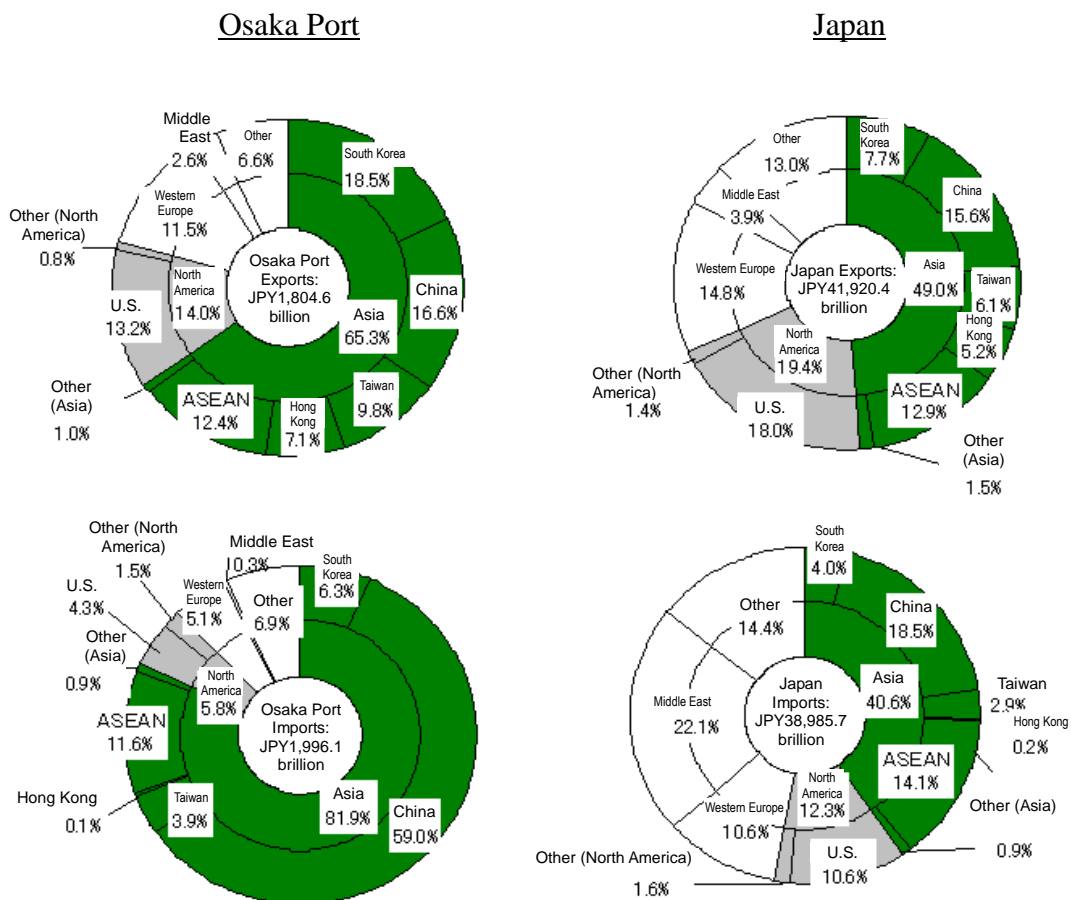 Osaka Port
Japan
Middle
East
2.6%
Other
6.6%
South Korea
18.5%
Western
Europe
11.5%
Other (North
America)
0.8%
North
America
14.0%
U.S.
13.2%
Osaka Port
Exports:
JPY1,804.6
billion
China
16.6%
Asia
65.3%
Taiwan
9.8%
Hong
Kong
7.1%
ASEAN
12.4%
Other
(Asia)
1.0%
South
Korea
7.7%
Other
13.0%
China
15.6%
Middle East
3.9%
Western Europe
14.8%
Japan Exports:
JPY41,920.4
brillion
Asia
49.0%
Taiwan
6.1%
Hong
Kong
5.2%
North
America
19.4%
Other (North
America)
1.4%
U.S.
18.0%
ASEAN
12.9%
Other
(Asia)
1.5%
Other (North
America)
1.5%
Middle East
0.3%
South
Korea
6.3%
U.S.
4.3%
Western
Europe
5.1%
Other
6.9%
Other
(Asia)
0.9%
North
America
5.8%
ASEAN
11.6%
Osaka Port
Imports:
JPY1,996.1
brillion
Hong Kong
0.1%
Taiwan
3.9%
Asia
81.9%
China
59.0%
South
Korea
4.0%
Other
14.4%
China
18.5%
Middle East
22.1%
Japan
Imports:
JPY38,985.7
brillion
Asia
40.6%
Taiwan
2.9%
Hong Kong
0.2%
ASEAN
14.1%
North
America
12.3%
Western Europe
10.6%
Other (Asia)
0.9%
Other (North America)
1.6%
U.S.
10.6%